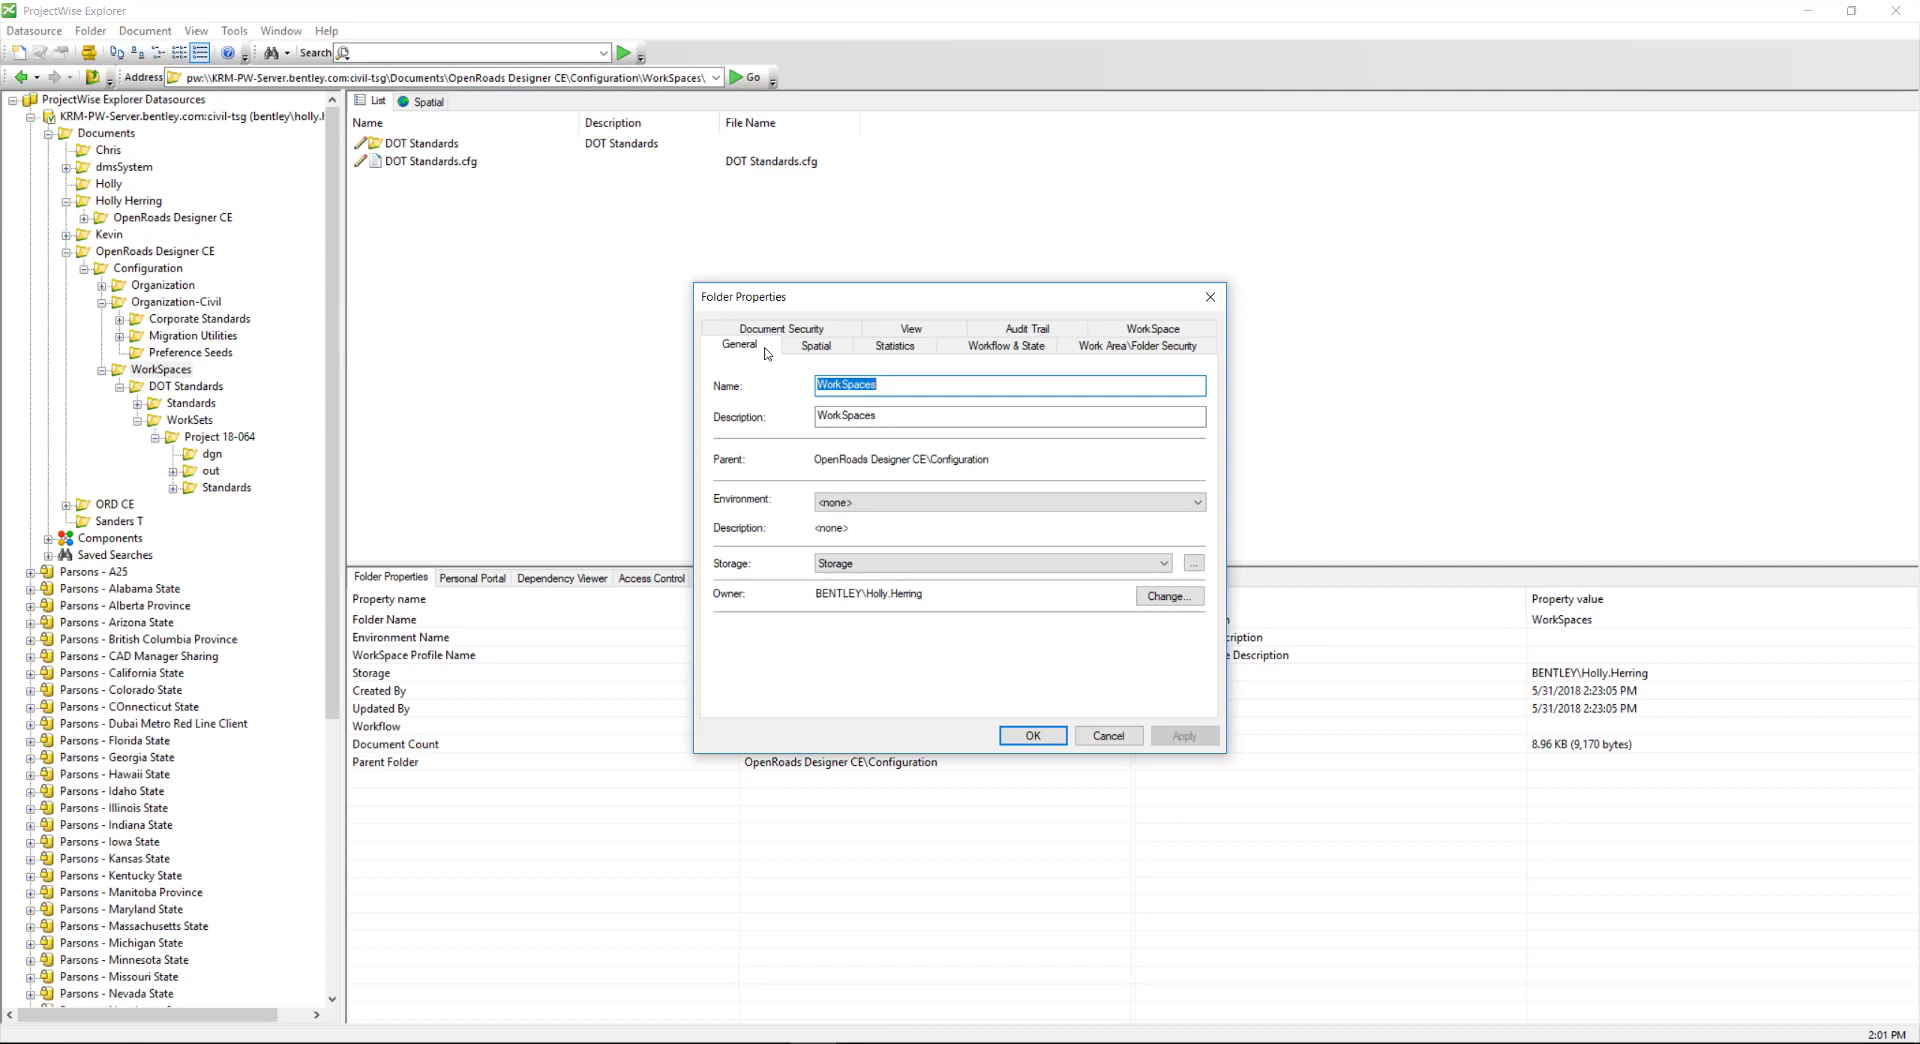 ProjectWise Explorer
Datasource Folder Document View Tools Window Help
Search
Address pw:\\KRM-PW-Server.bentley.com:civil-tsg\Documents\OpenRoads Designer CE\Configuration\WorkSpaces\ Go
ProjectWise Explorer Datasources
KRM-PW-Server.bentley.com:civil-tsg (bentley\holly.h
Documents
Chris
dmsSystem
Holly
Holly Herring
OpenRoads Designer CE
Kevin
OpenRoads Designer CE
Configuration
Organization
Organization-Civil
Corporate Standards
Migration Utilities
Preference Seeds
WorkSpaces
DOT Standards
Standards
WorkSets
Project 18-064
dgn
out
Standards
ORD CE
Sanders T
Components
Saved Searches
Parsons - A25
Parsons - Alabama State
Parsons - Alberta Province
Parsons - Arizona State
Parsons - British Columbia Province
Parsons - CAD Manager Sharing
Parsons - California State
Parsons - Colorado State
Parsons - COnnecticut State
Parsons - Dubai Metro Red Line Client
Parsons - Florida State
Parsons - Georgia State
Parsons - Hawaii State
Parsons - Idaho State
Parsons - Illinois State
Parsons - Indiana State
Parsons - Iowa State
Parsons - Kansas State
Parsons - Kentucky State
Parsons - Manitoba Province
Parsons - Maryland State
Parsons - Massachusetts State
Parsons - Michigan State
Parsons - Minnesota State
Parsons - Missouri State
Parsons - Nevada State
List Spatial
Name Description File Name
DOT Standards DOT Standards
DOT Standards.cfg DOT Standards.cfg
Folder Properties
Document Security View Audit Trail WorkSpace
General Spatial Statistics Workflow & State Work Area\Folder Security
Name: WorkSpaces
Description: WorkSpaces
Parent: OpenRoads Designer CE\Configuration
Environment: <none>
Description: <none>
Storage: Storage ...
Owner: BENTLEY\Holly.Herring Change...
OK Cancel Apply
Folder Properties Personal Portal Dependency Viewer Access Control
Property name Property value
Folder Name WorkSpaces
Environment Name cription
WorkSpace Profile Name e Description
Storage BENTLEY\Holly.Herring
Created By 5/31/2018 2:23:05 PM
Updated By 5/31/2018 2:23:05 PM
Workflow
Document Count 8.96 KB (9,170 bytes)
Parent Folder OpenRoads Designer CE\Configuration
2:01 PM